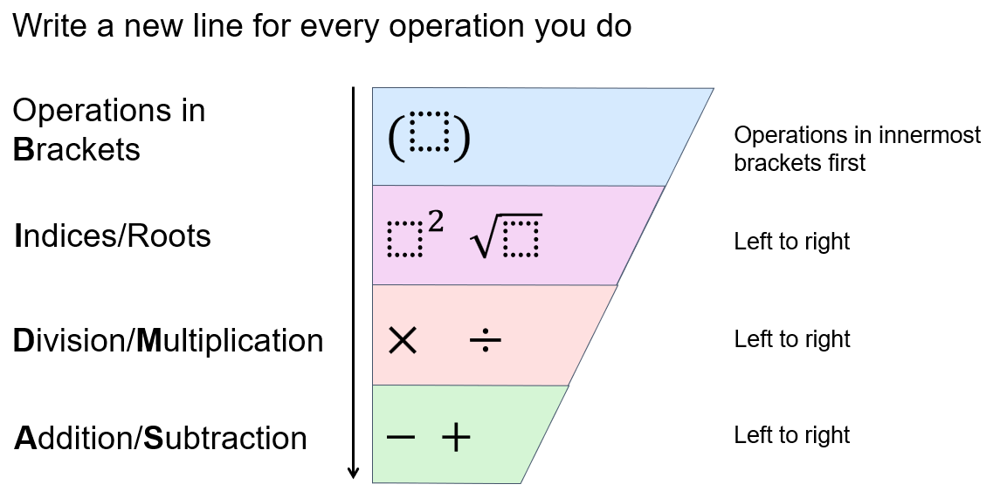 Write a new line for every operation you do
Operations in
Brackets
(⬚)
Operations in innermost
brackets first
Indices/Roots
⬚² √⬚
Left to right
Division/Multiplication
× ÷
Left to right
Addition/Subtraction
− +
Left to right